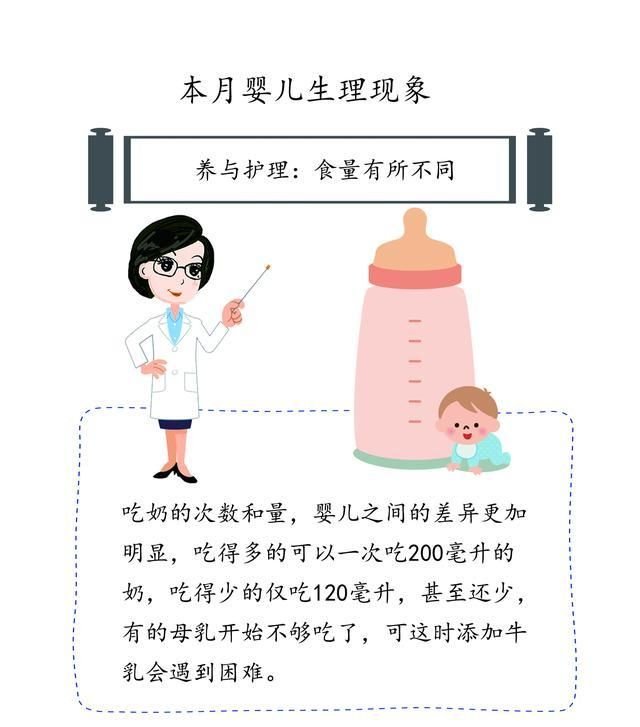 本月婴儿生理现象
养与护理：食量有所不同
吃奶的次数和量，婴儿之间的差异更加
明显，吃得多的可以一次吃200毫升的
奶，吃得少的仅吃120毫升，甚至还少，
有的母乳开始不够吃了，可这时添加牛
乳会遇到困难。